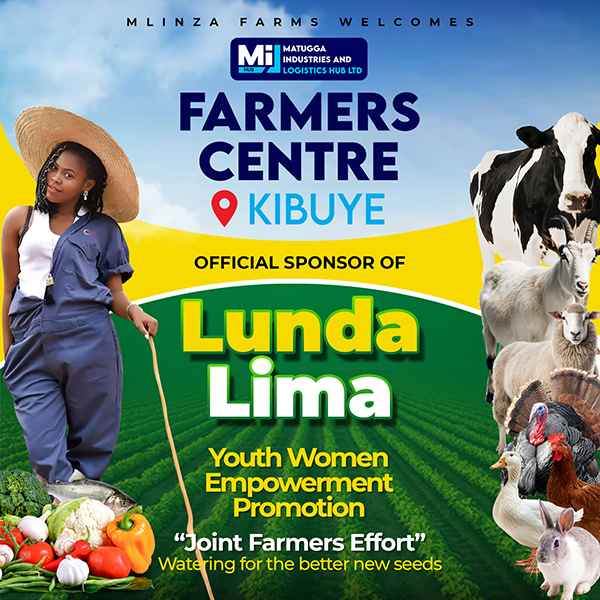 MLINZA FARMS WELCOMES
Mi
HUB
MATUGGA
INDUSTRIES AND
LOGISTICS HUB LTD
FARMERS
CENTRE
KIBUYE
OFFICIAL SPONSOR OF
Lunda
Lima
Youth Women
Empowerment
Promotion
“Joint Farmers Effort”
Watering for the better new seeds